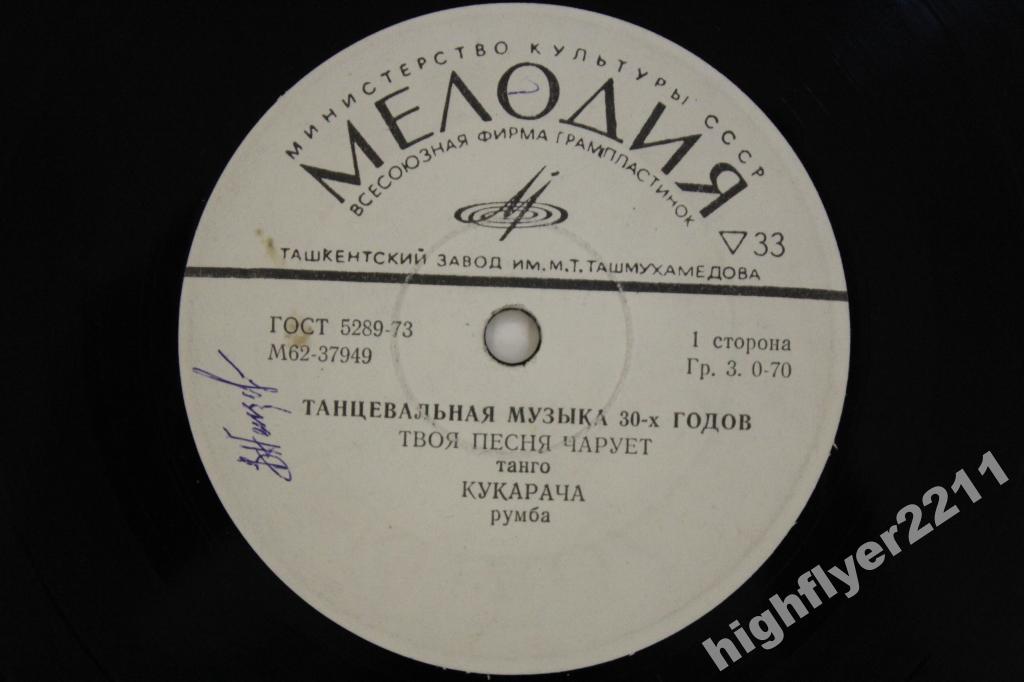 МИНИСТЕРСТВО КУЛЬТУРЫ СССР
МЕЛОДИЯ
ВСЕСОЮЗНАЯ ФИРМА ГРАМПЛАСТИНОК
▽33
ТАШКЕНТСКИЙ ЗАВОД ИМ. М. Т. ТАШМУХАМЕДОВА
ГОСТ 5289-73
М62-37949
1 сторона
Гр. 3. 0-70
ТАНЦЕВАЛЬНАЯ МУЗЫКА 30-х ГОДОВ
ТВОЯ ПЕСНЯ ЧАРУЕТ
танго
КУКАРАЧА
румба
highflyer2211